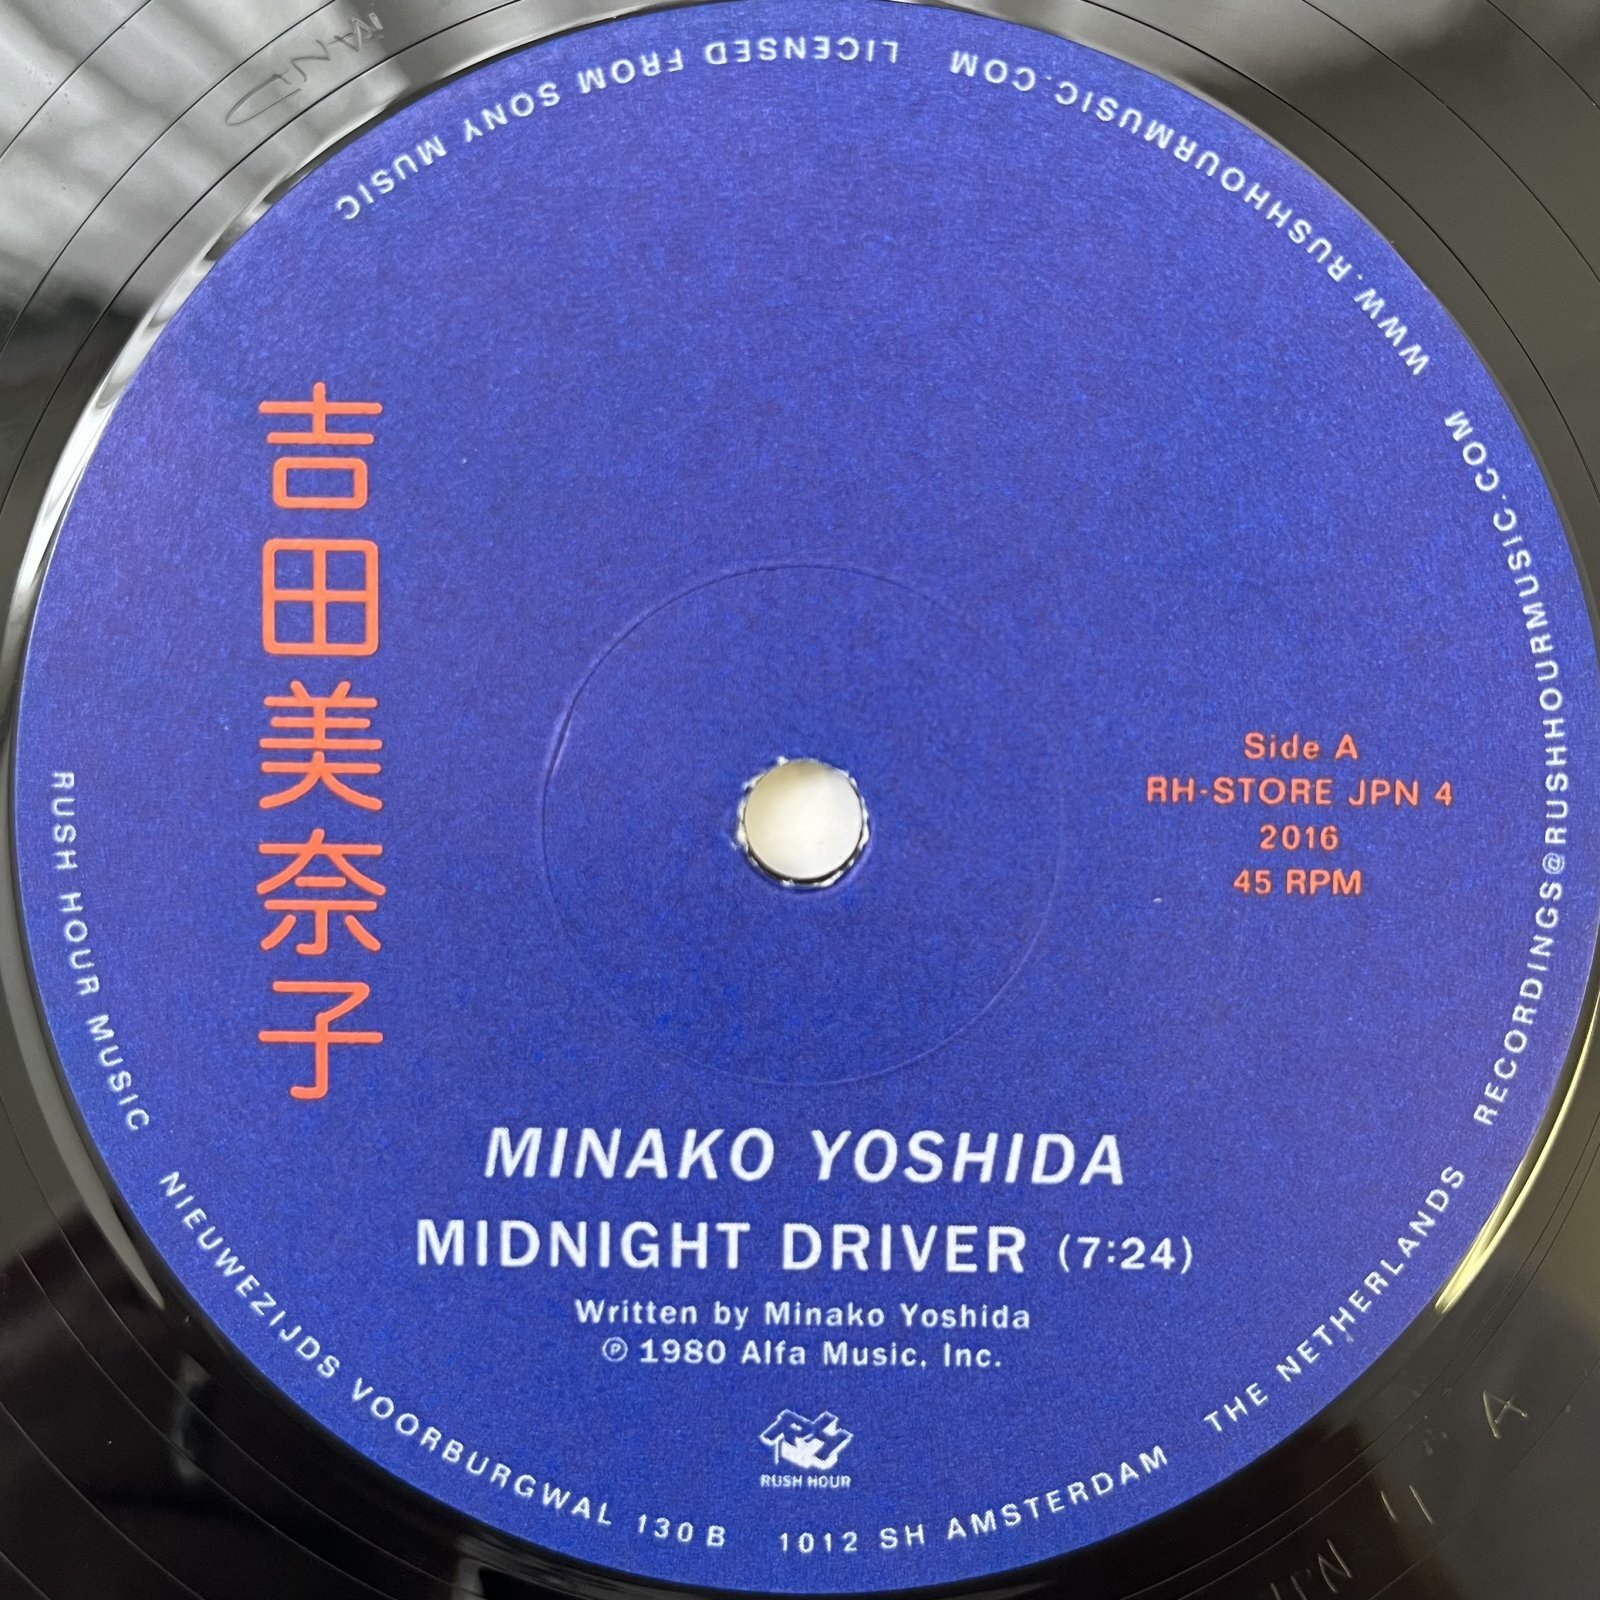 吉田美奈子
Side A
RH-STORE JPN 4
2016
45 RPM
MINAKO YOSHIDA
MIDNIGHT DRIVER (7:24)
Written by Minako Yoshida
℗ 1980 Alfa Music, Inc.
RUSH HOUR
RUSH HOUR MUSIC NIEUWEZIJDS VOORBURGWAL 130 B 1012 SH AMSTERDAM THE NETHERLANDS RECORDINGS@RUSHHOURMUSIC.COM WWW.RUSHHOURMUSIC.COM LICENSED FROM SONY MUSIC